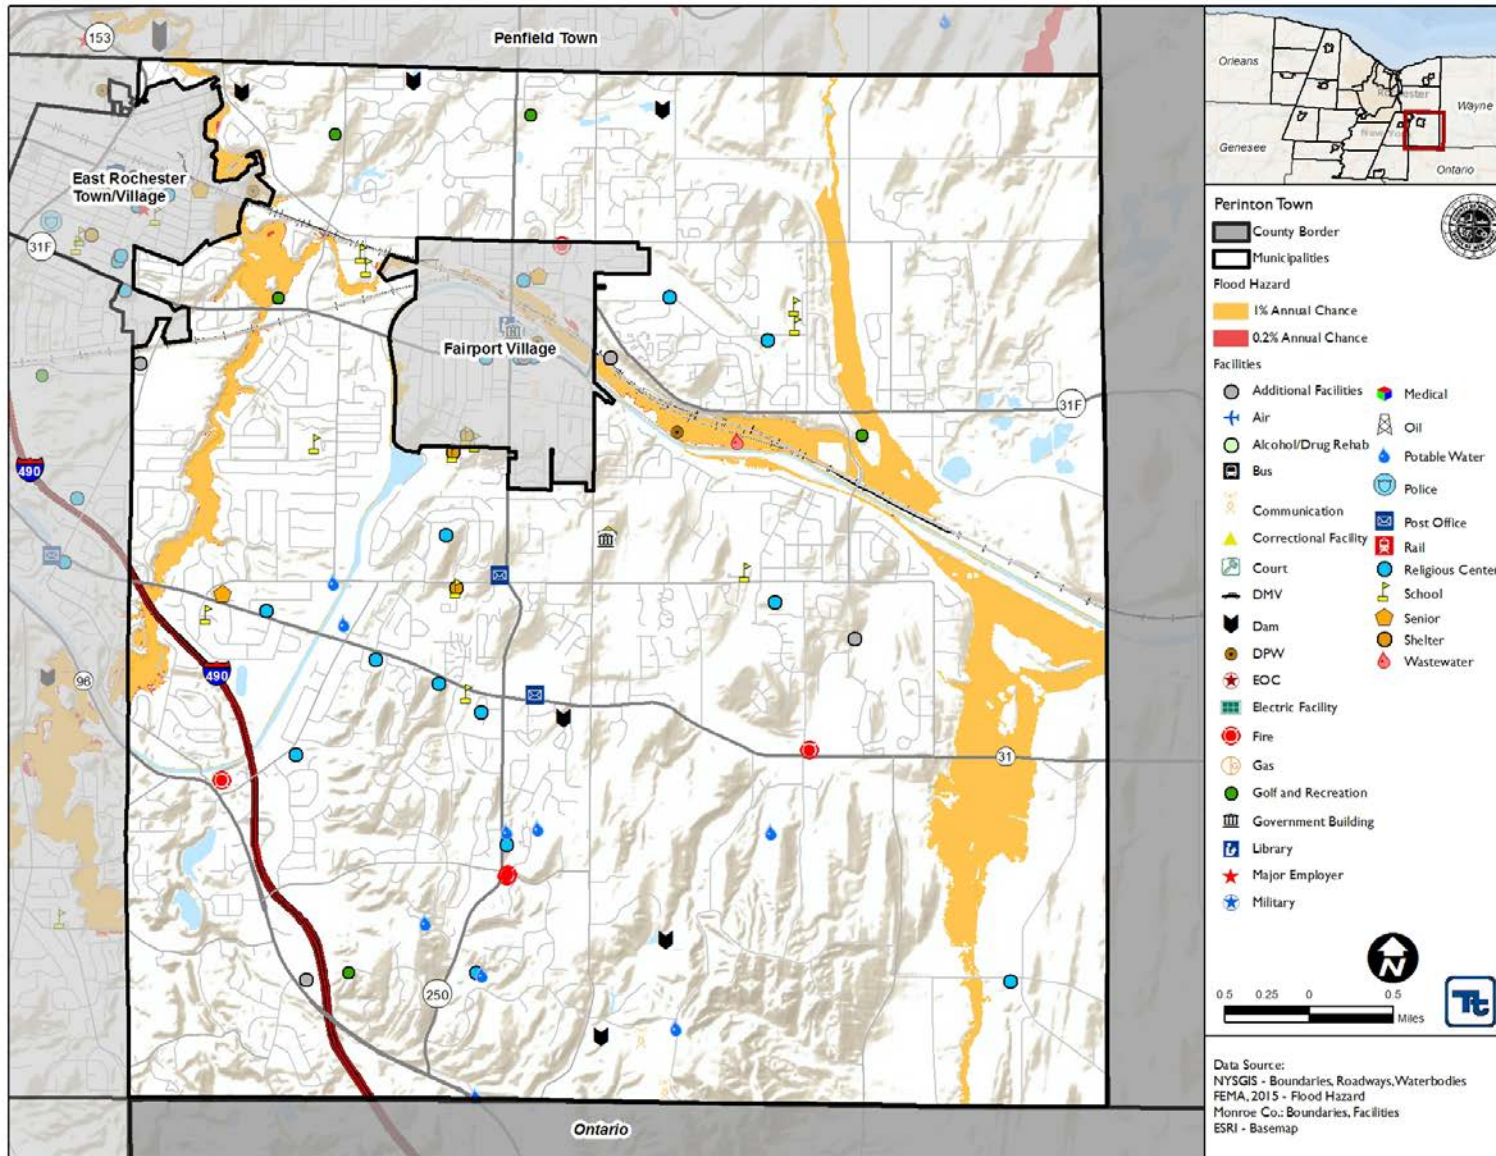 153
Penfield Town
East Rochester
Town/Village
31F
Fairport Village
31F
490
96
490
31
250
Ontario
Orleans
Rochester
Wayne
New York
Genesee
Ontario
Perinton Town
County Border
Municipalities
Flood Hazard
1% Annual Chance
0.2% Annual Chance
Facilities
Additional Facilities
Air
Alcohol/Drug Rehab
Bus
Communication
Correctional Facility
Court
DMV
Dam
DPW
EOC
Electric Facility
Fire
Gas
Golf and Recreation
Government Building
Library
Major Employer
Military
Medical
Oil
Potable Water
Police
Post Office
Rail
Religious Center
School
Senior
Shelter
Wastewater
N
0.5 0.25 0 0.5
Miles
Tt
Data Source:
NYSGIS - Boundaries, Roadways, Waterbodies
FEMA, 2015 - Flood Hazard
Monroe Co.: Boundaries, Facilities
ESRI - Basemap